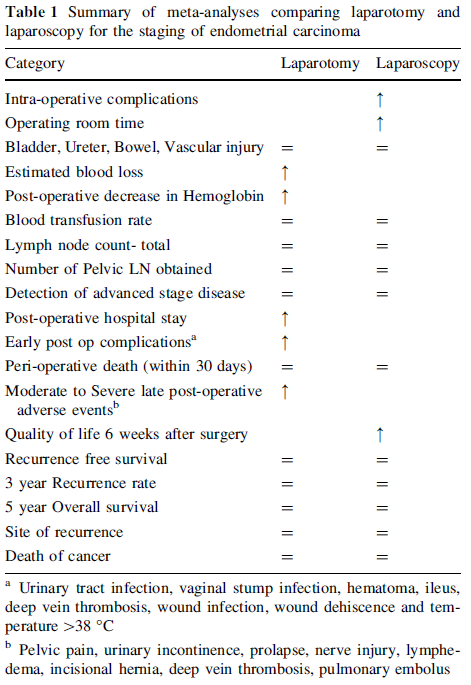 Table 1 Summary of meta-analyses comparing laparotomy and
laparoscopy for the staging of endometrial carcinoma
Category Laparotomy Laparoscopy
Intra-operative complications ↑
Operating room time ↑
Bladder, Ureter, Bowel, Vascular injury = =
Estimated blood loss ↑
Post-operative decrease in Hemoglobin ↑
Blood transfusion rate = =
Lymph node count- total = =
Number of Pelvic LN obtained = =
Detection of advanced stage disease = =
Post-operative hospital stay ↑
Early post op complicationsa ↑
Peri-operative death (within 30 days) = =
Moderate to Severe late post-operative ↑
adverse eventsb
Quality of life 6 weeks after surgery ↑
Recurrence free survival = =
3 year Recurrence rate = =
5 year Overall survival = =
Site of recurrence = =
Death of cancer = =
a Urinary tract infection, vaginal stump infection, hematoma, ileus,
deep vein thrombosis, wound infection, wound dehiscence and tem-
perature >38 °C
b Pelvic pain, urinary incontinence, prolapse, nerve injury, lymphe-
dema, incisional hernia, deep vein thrombosis, pulmonary embolus